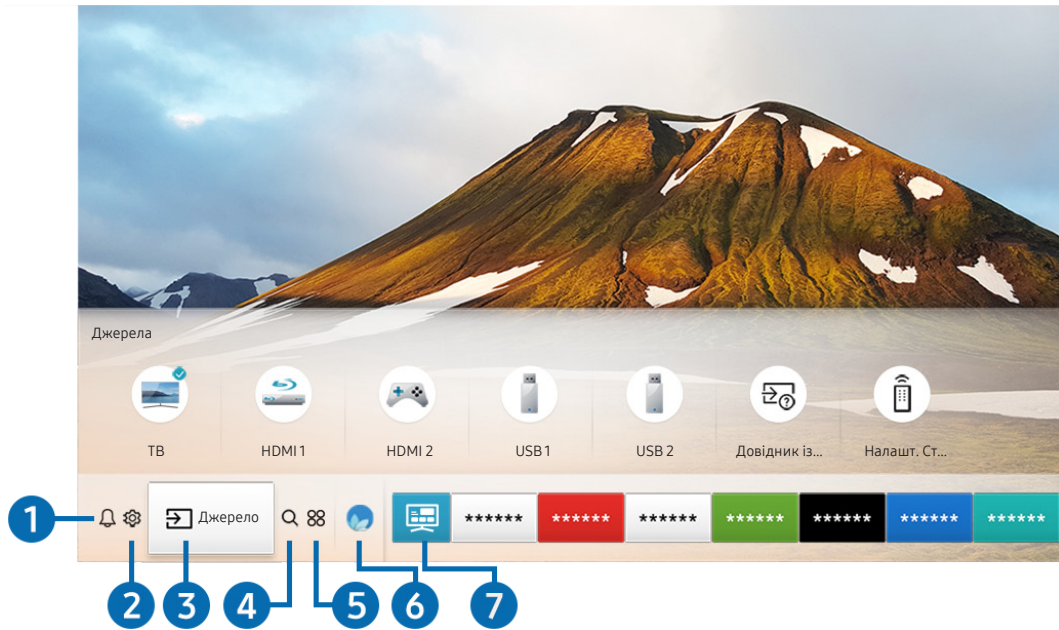 Джерела
ТВ
HDMI 1
HDMI 2
USB 1
USB 2
Довідник із...
Налашт. Ст...
1
Джерело
******
******
******
******
******
******
******
2
3
4
5
6
7